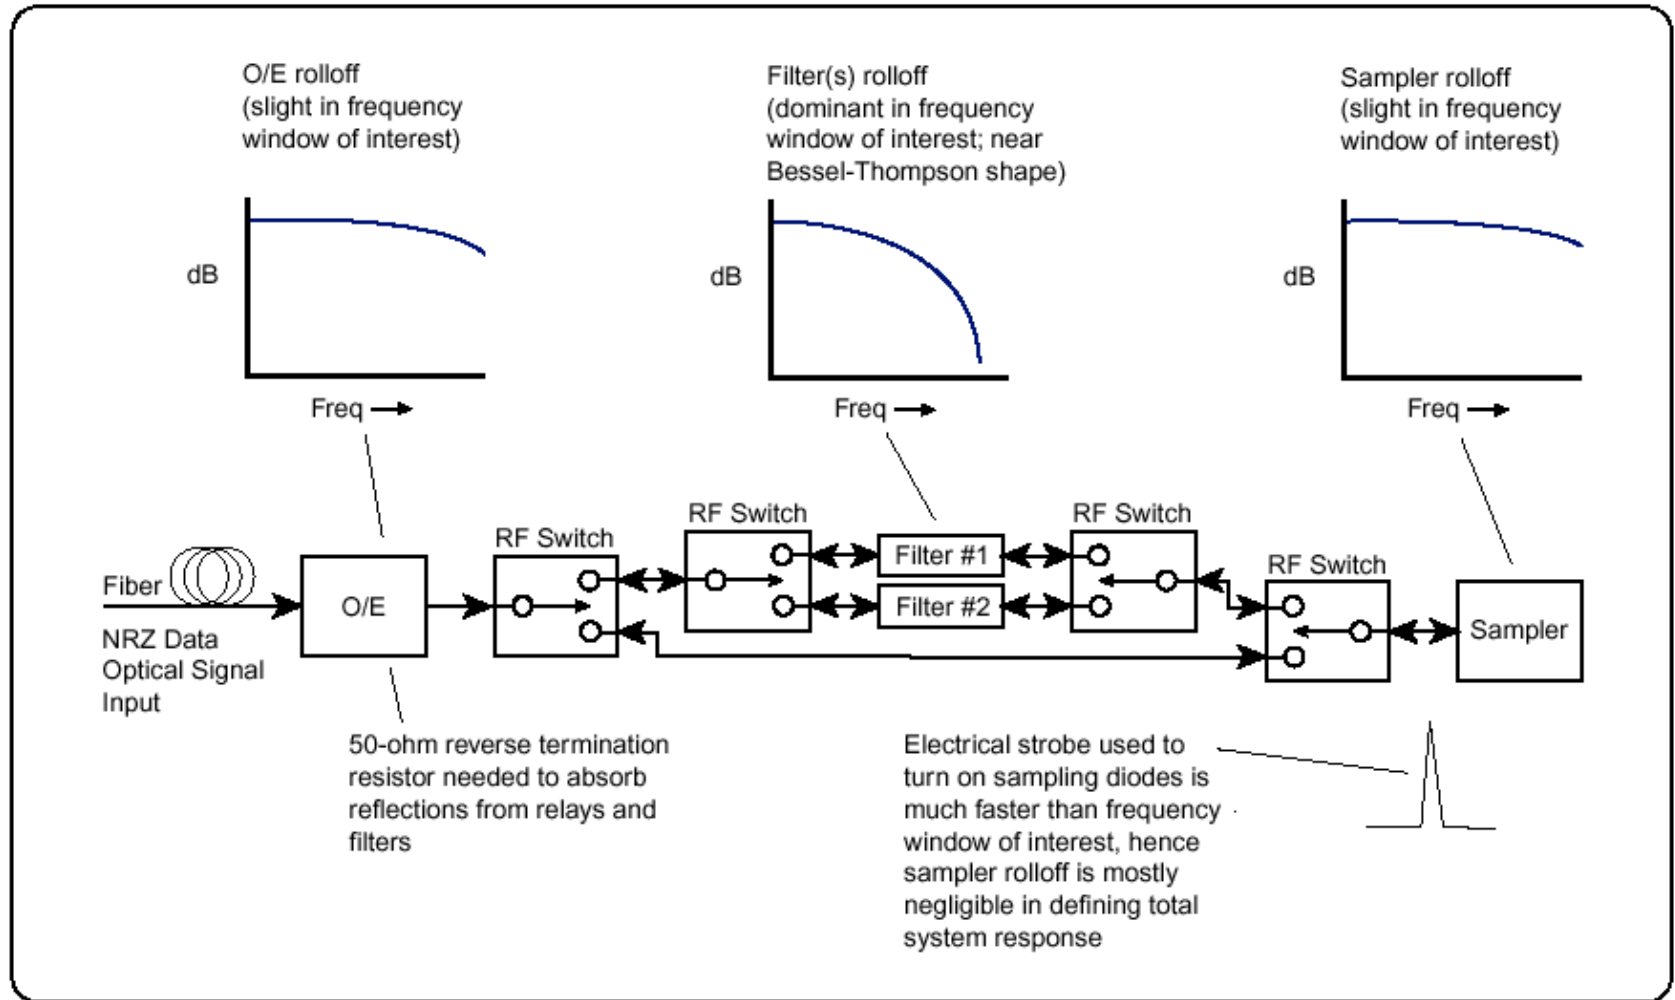 O/E rolloff
(slight in frequency
window of interest)
Filter(s) rolloff
(dominant in frequency
window of interest; near
Bessel-Thompson shape)
Sampler rolloff
(slight in frequency
window of interest)
dB
Freq
dB
Freq
dB
Freq
Fiber
NRZ Data
Optical Signal
Input
O/E
RF Switch
RF Switch
Filter #1
Filter #2
RF Switch
RF Switch
Sampler
50-ohm reverse termination
resistor needed to absorb
reflections from relays and
filters
Electrical strobe used to
turn on sampling diodes is
much faster than frequency
window of interest, hence
sampler rolloff is mostly
negligible in defining total
system response